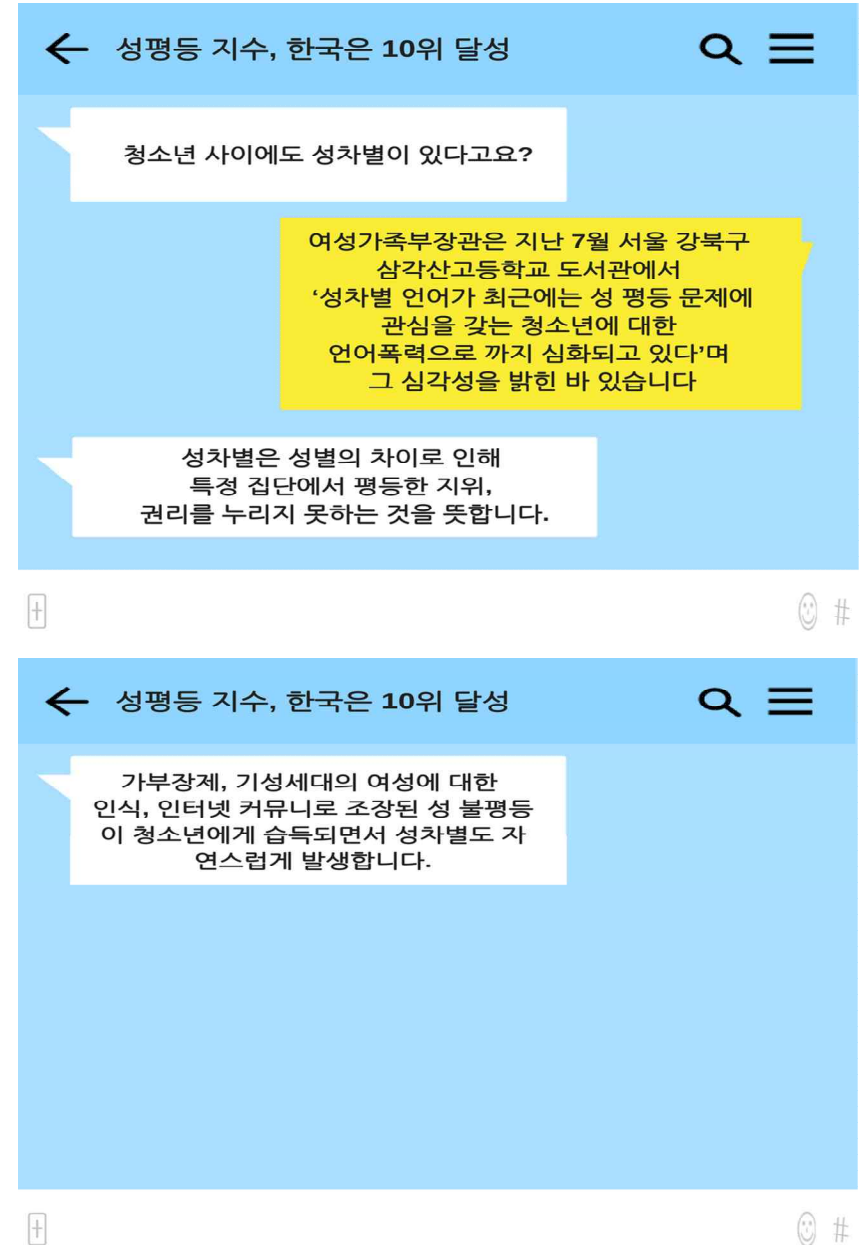 성평등 지수, 한국은 10위 달성
청소년 사이에도 성차별이 있다고요?
여성가족부장관은 지난 7월 서울 강북구
삼각산고등학교 도서관에서
‘성차별 언어가 최근에는 성 평등 문제에
관심을 갖는 청소년에 대한
언어폭력으로 까지 심화되고 있다’며
그 심각성을 밝힌 바 있습니다
성차별은 성별의 차이로 인해
특정 집단에서 평등한 지위,
권리를 누리지 못하는 것을 뜻합니다.
#
성평등 지수, 한국은 10위 달성
가부장제, 기성세대의 여성에 대한
인식, 인터넷 커뮤니로 조장된 성 불평등
이 청소년에게 습득되면서 성차별도 자
연스럽게 발생합니다.
#